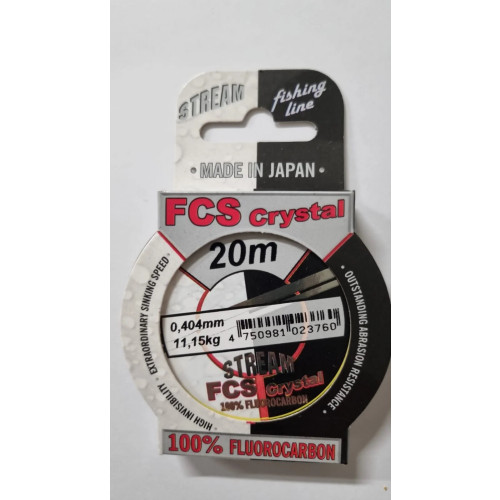 STREAM
fishing line
• MADE IN JAPAN •
FCS Crystal
20m
HIGH INVISIBILITY • EXTRAORDINARY SINKING SPEED •
• OUTSTANDING ABRASION RESISTANCE •
0,404mm
11,15kg
4 750981 023760
STREAM
FCS Crystal
100% FLUOROCARBON
100% FLUOROCARBON